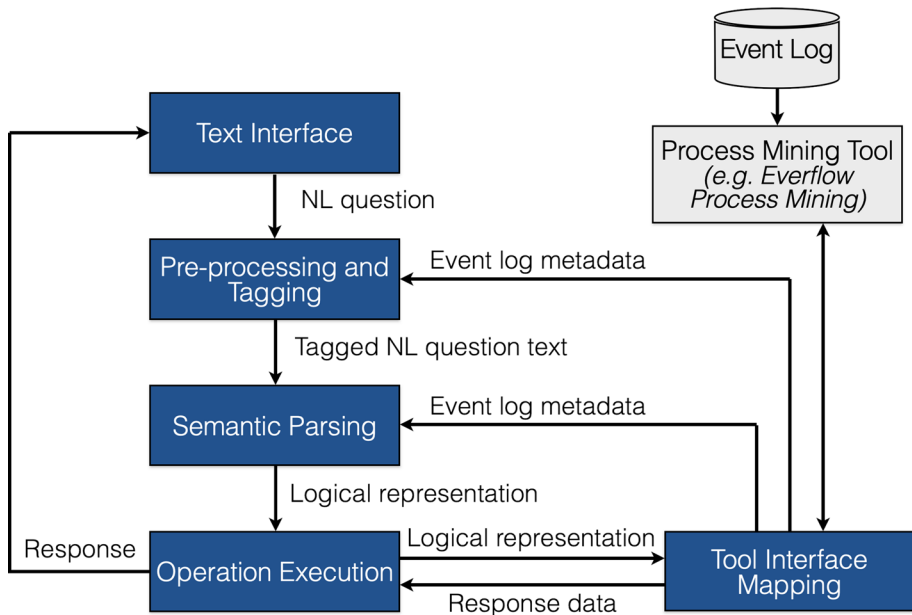 Event Log
Process Mining Tool
(e.g. Everflow
Process Mining)
Text Interface
NL question
Pre-processing and
Tagging
Event log metadata
Tagged NL question text
Semantic Parsing
Event log metadata
Logical representation
Response
Operation Execution
Logical representation
Response data
Tool Interface
Mapping